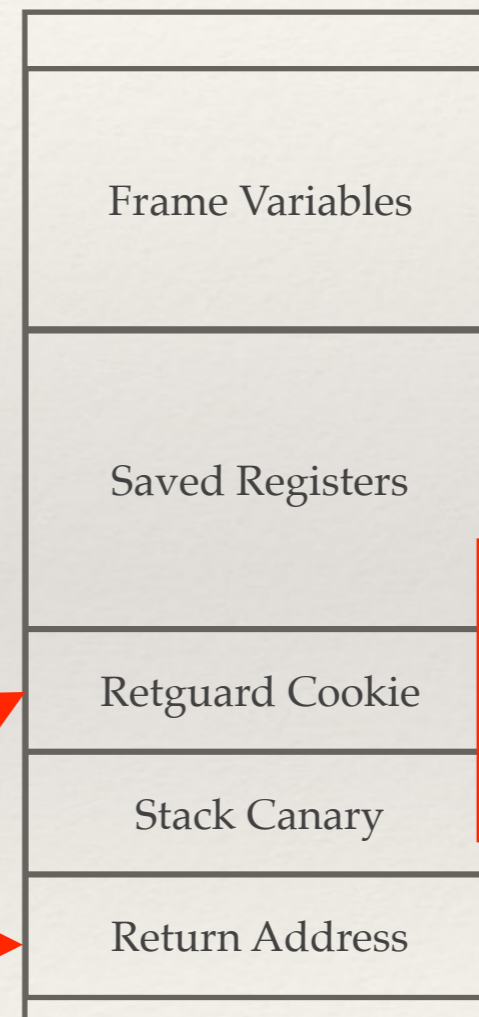 Frame Variables
Saved Registers
Retguard Cookie
Stack Canary
Return Address